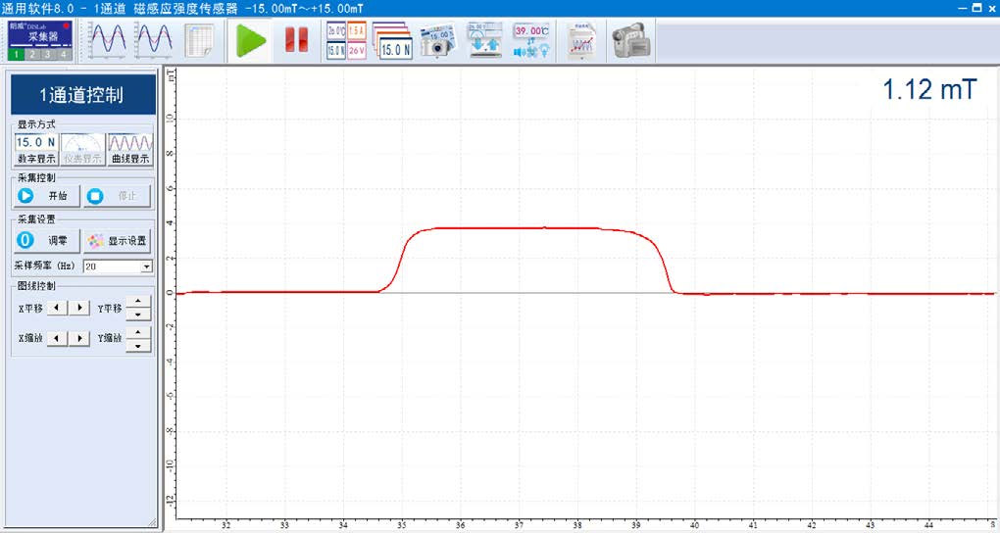 通用软件8.0 - 1通道 磁感应强度传感器 -15.00mT~+15.00mT
朗威®DISLab
采集器
1 2 3 4
26.0℃ 1.5 A
15.0 N 26 V
15.0 N
15.00 N
39.00℃
1通道控制
显示方式
15.0 N
数字显示 仪表显示 曲线显示
采集控制
开始 停止
采集设置
0 调零 显示设置
采样频率 (Hz) 20
图线控制
X平移 Y平移
X缩放 Y缩放
1.12 mT
mT
10
8
6
4
2
0
-2
-4
-6
-8
-10
-12
32 33 34 35 36 37 38 39 40 41 42 43 44 S